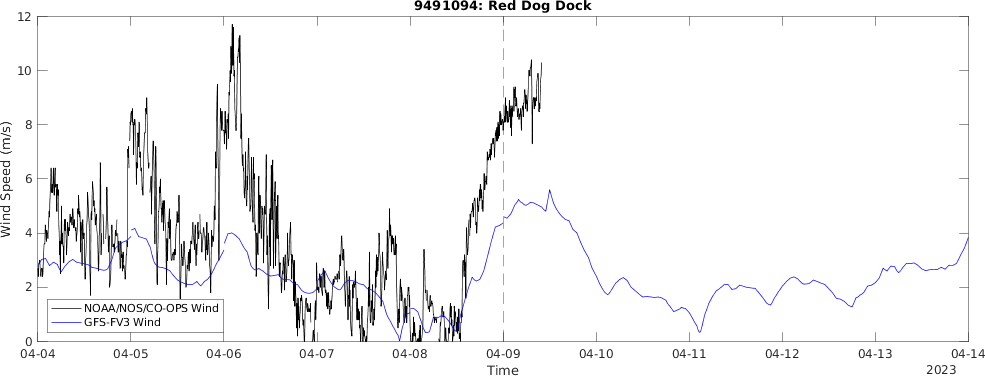 9491094: Red Dog Dock
Wind Speed (m/s)
12
10
8
6
4
2
0
NOAA/NOS/CO-OPS Wind
GFS-FV3 Wind
04-04 04-05 04-06 04-07 04-08 04-09 04-10 04-11 04-12 04-13 04-14
Time
2023